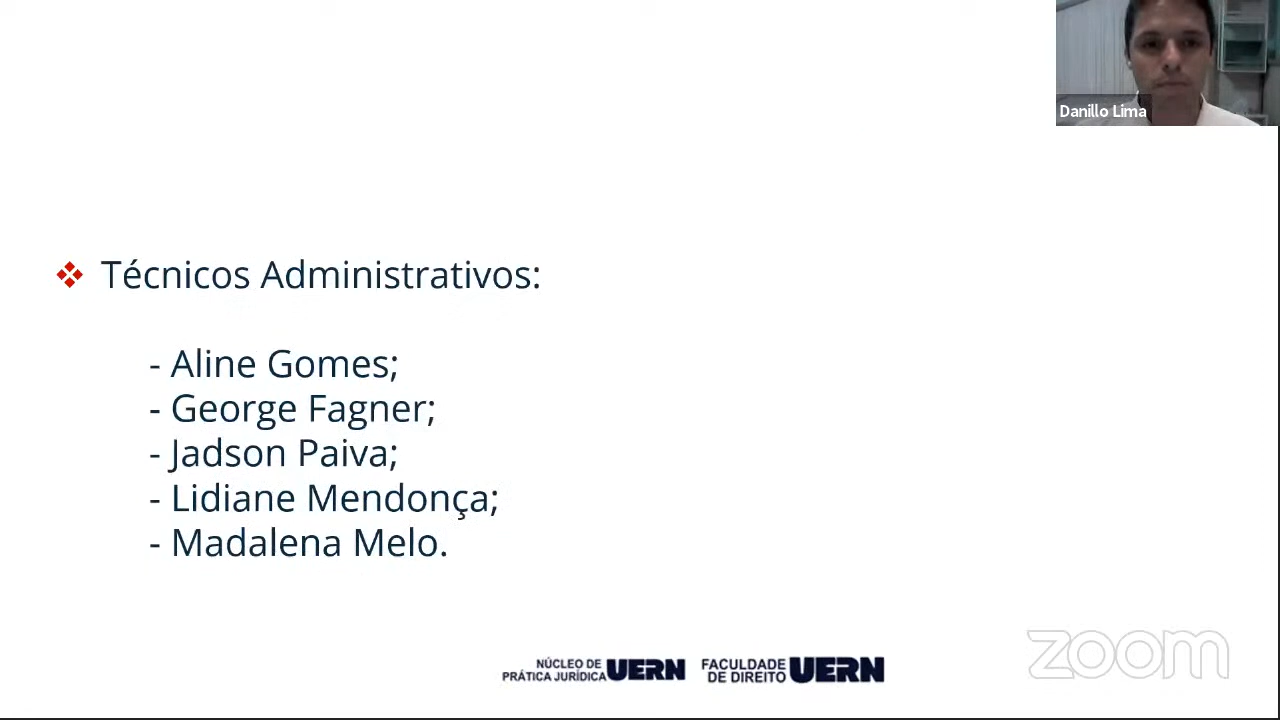 Danillo Lima
Técnicos Administrativos:
- Aline Gomes;
- George Fagner;
- Jadson Paiva;
- Lidiane Mendonça;
- Madalena Melo.
zoom
NÚCLEO DE
PRÁTICA JURÍDICA UERN
FACULDADE
DE DIREITO UERN